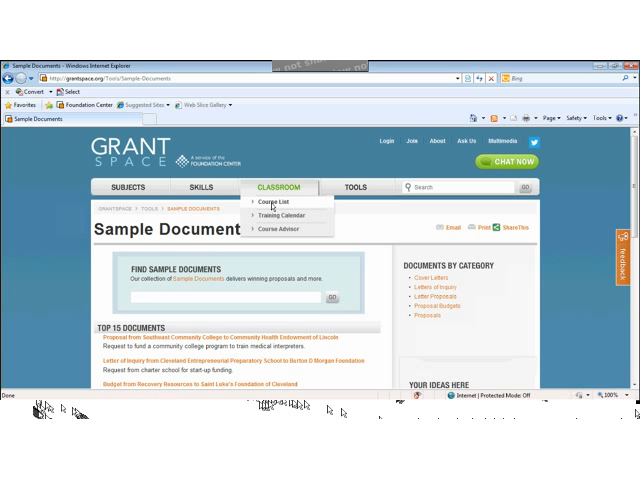 Sample Documents - Windows Internet Explorer
http://grantspace.org/Tools/Sample-Documents
Bing
x Convert Select
Favorites Foundation Center Suggested Sites Web Slice Gallery
Sample Documents
Page Safety Tools
GRANT
SPACE
A service of the
FOUNDATION CENTER
Login Join About Ask Us Multimedia
CHAT NOW
SUBJECTS SKILLS CLASSROOM TOOLS Search GO
Course List
Training Calendar
Course Advisor
GRANTSPACE > TOOLS > SAMPLE DOCUMENTS
Sample Document
Email Print ShareThis
FIND SAMPLE DOCUMENTS
Our collection of Sample Documents delivers winning proposals and more.
GO
DOCUMENTS BY CATEGORY
Cover Letters
Letters of Inquiry
Letter Proposals
Proposal Budgets
Proposals
feedback
TOP 15 DOCUMENTS
Proposal from Southeast Community College to Community Health Endowment of Lincoln
Request to fund a community college program to train medical interpreters.
Letter of Inquiry from Cleveland Entrepreneurial Preparatory School to Burton D Morgan Foundation
Request from charter school for start-up funding.
Budget from Recovery Resources to Saint Luke's Foundation of Cleveland
YOUR IDEAS HERE
Done
Internet | Protected Mode: Off
100%